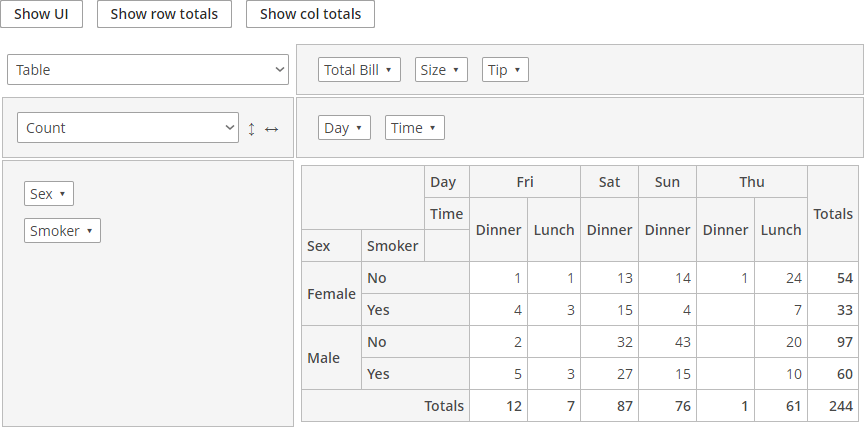 Show UI Show row totals Show col totals
Table Total Bill ▾ Size ▾ Tip ▾
Count ↕ ↔ Day ▾ Time ▾
Sex ▾
Smoker ▾
Day Fri Sat Sun Thu Totals
Time Dinner Lunch Dinner Dinner Dinner Lunch
Sex Smoker
Female No 1 1 13 14 1 24 54
Yes 4 3 15 4 7 33
Male No 2 32 43 20 97
Yes 5 3 27 15 10 60
Totals 12 7 87 76 1 61 244